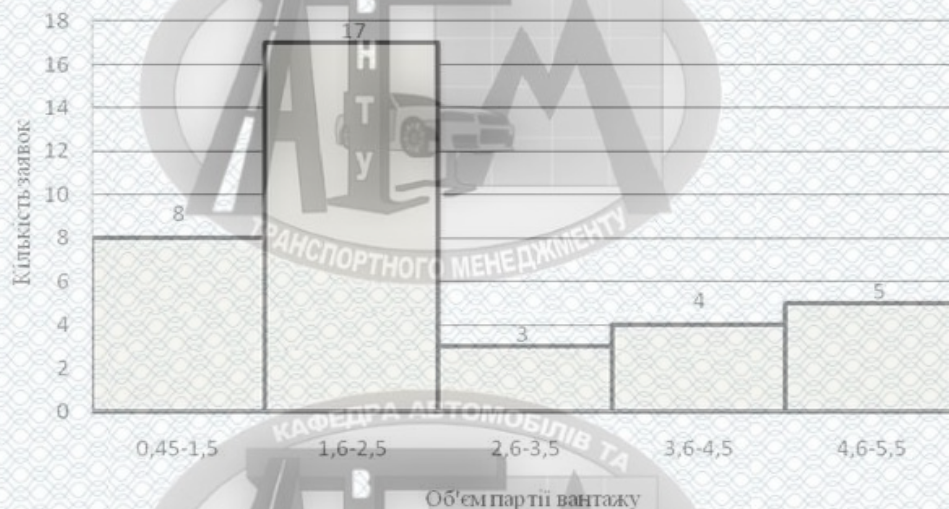 18
16
14
12
10
8
6
4
2
0
Кількість заявок
8
17
3
4
5
0,45-1,5
1,6-2,5
2,6-3,5
3,6-4,5
4,6-5,5
Об'єм партії вантажу
В
Н
Т
У
ТРАНСПОРТНОГО МЕНЕДЖМЕНТУ
КАФЕДРА АВТОМОБІЛІВ ТА
В